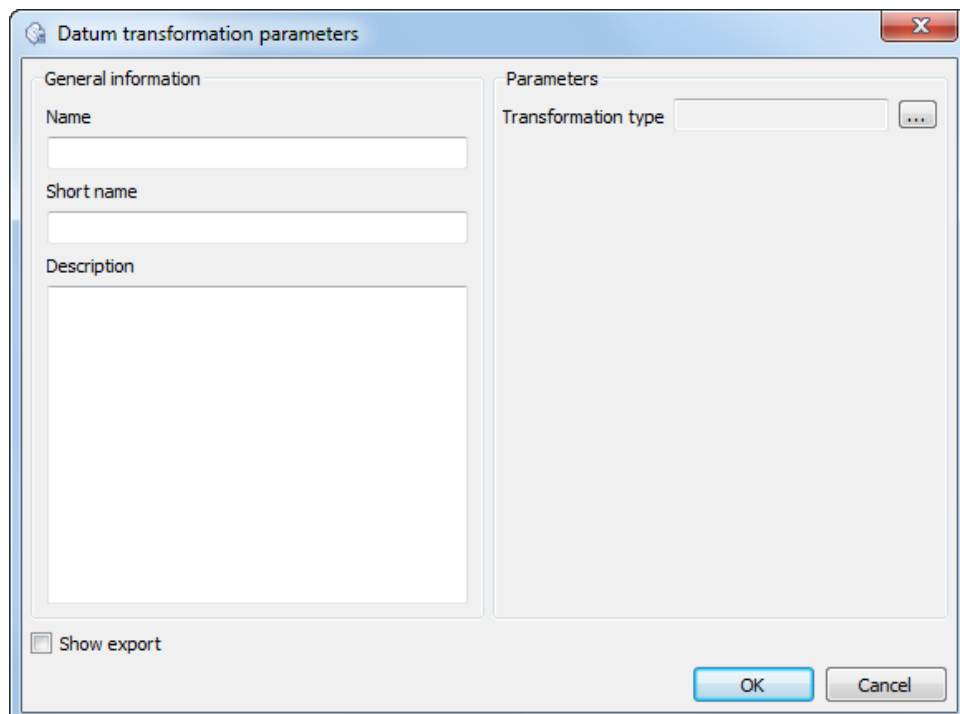 Datum transformation parameters
General information
Name
Short name
Description
Parameters
Transformation type ...
Show export
OK Cancel